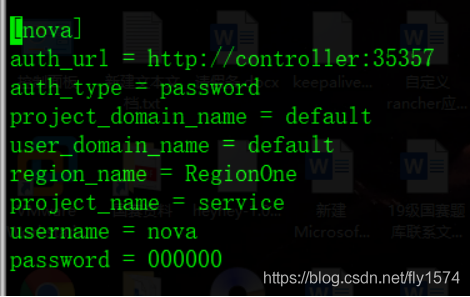 [nova]
auth_url = http://controller:35357
auth_type = password
project_domain_name = default
user_domain_name = default
region_name = RegionOne
project_name = service
username = nova
password = 000000
https://blog.csdn.net/fly1574